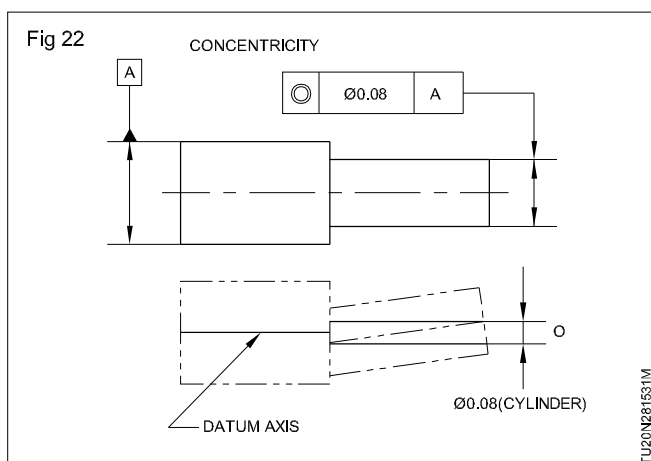 Fig 22
CONCENTRICITY
A
Ø0.08 A
O
Ø0.08(CYLINDER)
DATUM AXIS
TU20N281531M